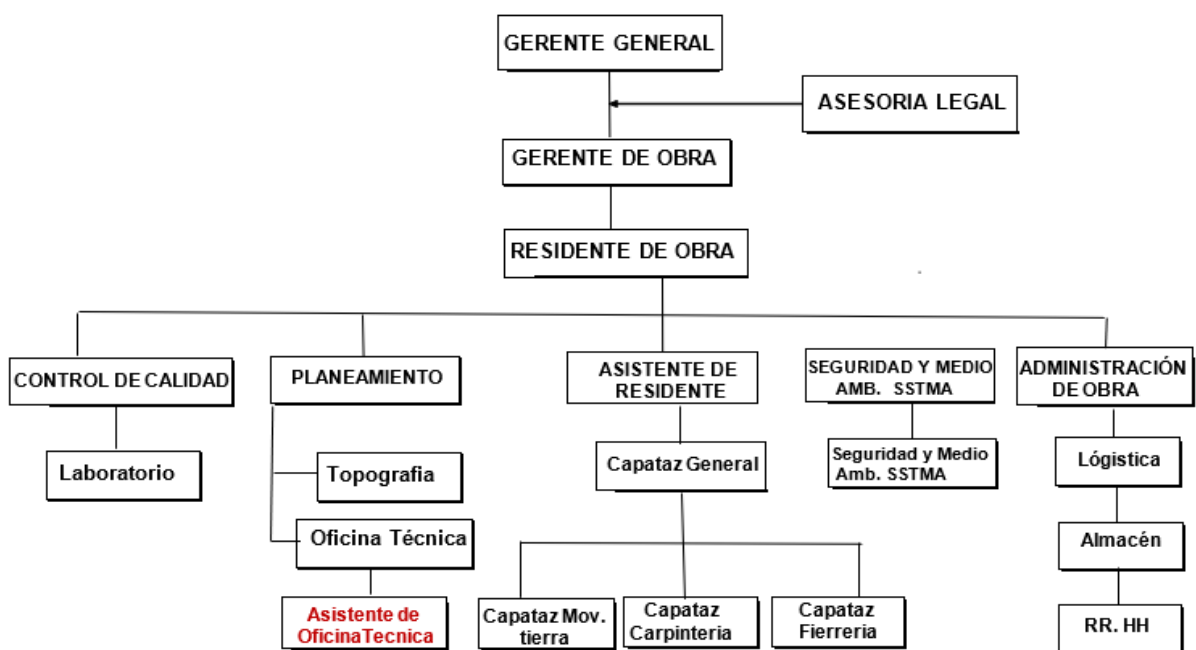 GERENTE GENERAL
ASESORIA LEGAL
GERENTE DE OBRA
RESIDENTE DE OBRA
CONTROL DE CALIDAD
PLANEAMIENTO
ASISTENTE DE
RESIDENTE
SEGURIDAD Y MEDIO
AMB. SSTMA
ADMINISTRACIÓN
DE OBRA
Laboratorio
Topografia
Capataz General
Seguridad y Medio
Amb. SSTMA
Lógistica
Oficina Técnica
Almacén
Asistente de
Oficina Tecnica
Capataz Mov.
tierra
Capataz
Carpinteria
Capataz
Fierreria
RR. HH